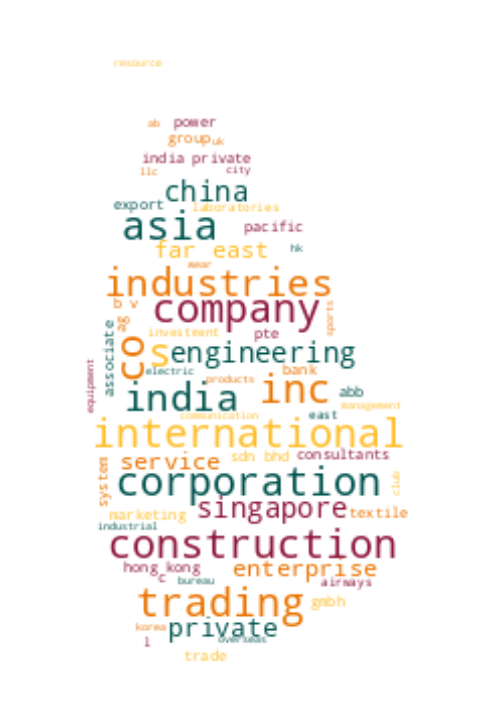 resource
ab power
group uk
india private
llc city
china
export laboratories
asia pacific
far east hk
wear
industries
b v company sports
ag investment pte
co s engineering
associate electric bank
equipment products
india inc abb
communication east management
international
service sdn bhd consultants
system corporation club
singapore textile
marketing
industrial
construction
hong kong enterprise
c bureau airways
trading gmbh
korea private
l overseas
trade